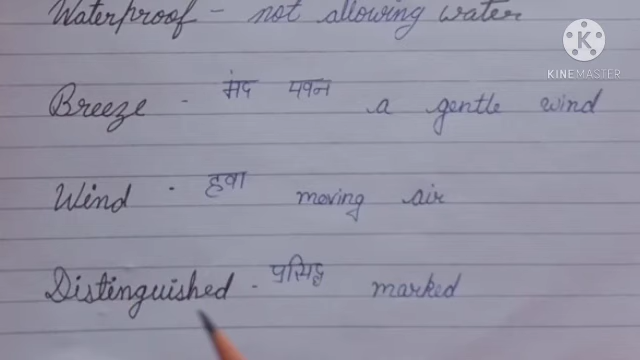 Waterproof - not allowing water
KINEMASTER
Breeze - मंद पवन a gentle wind
Wind - हवा moving air
Distinguished - प्रसिद्ध marked